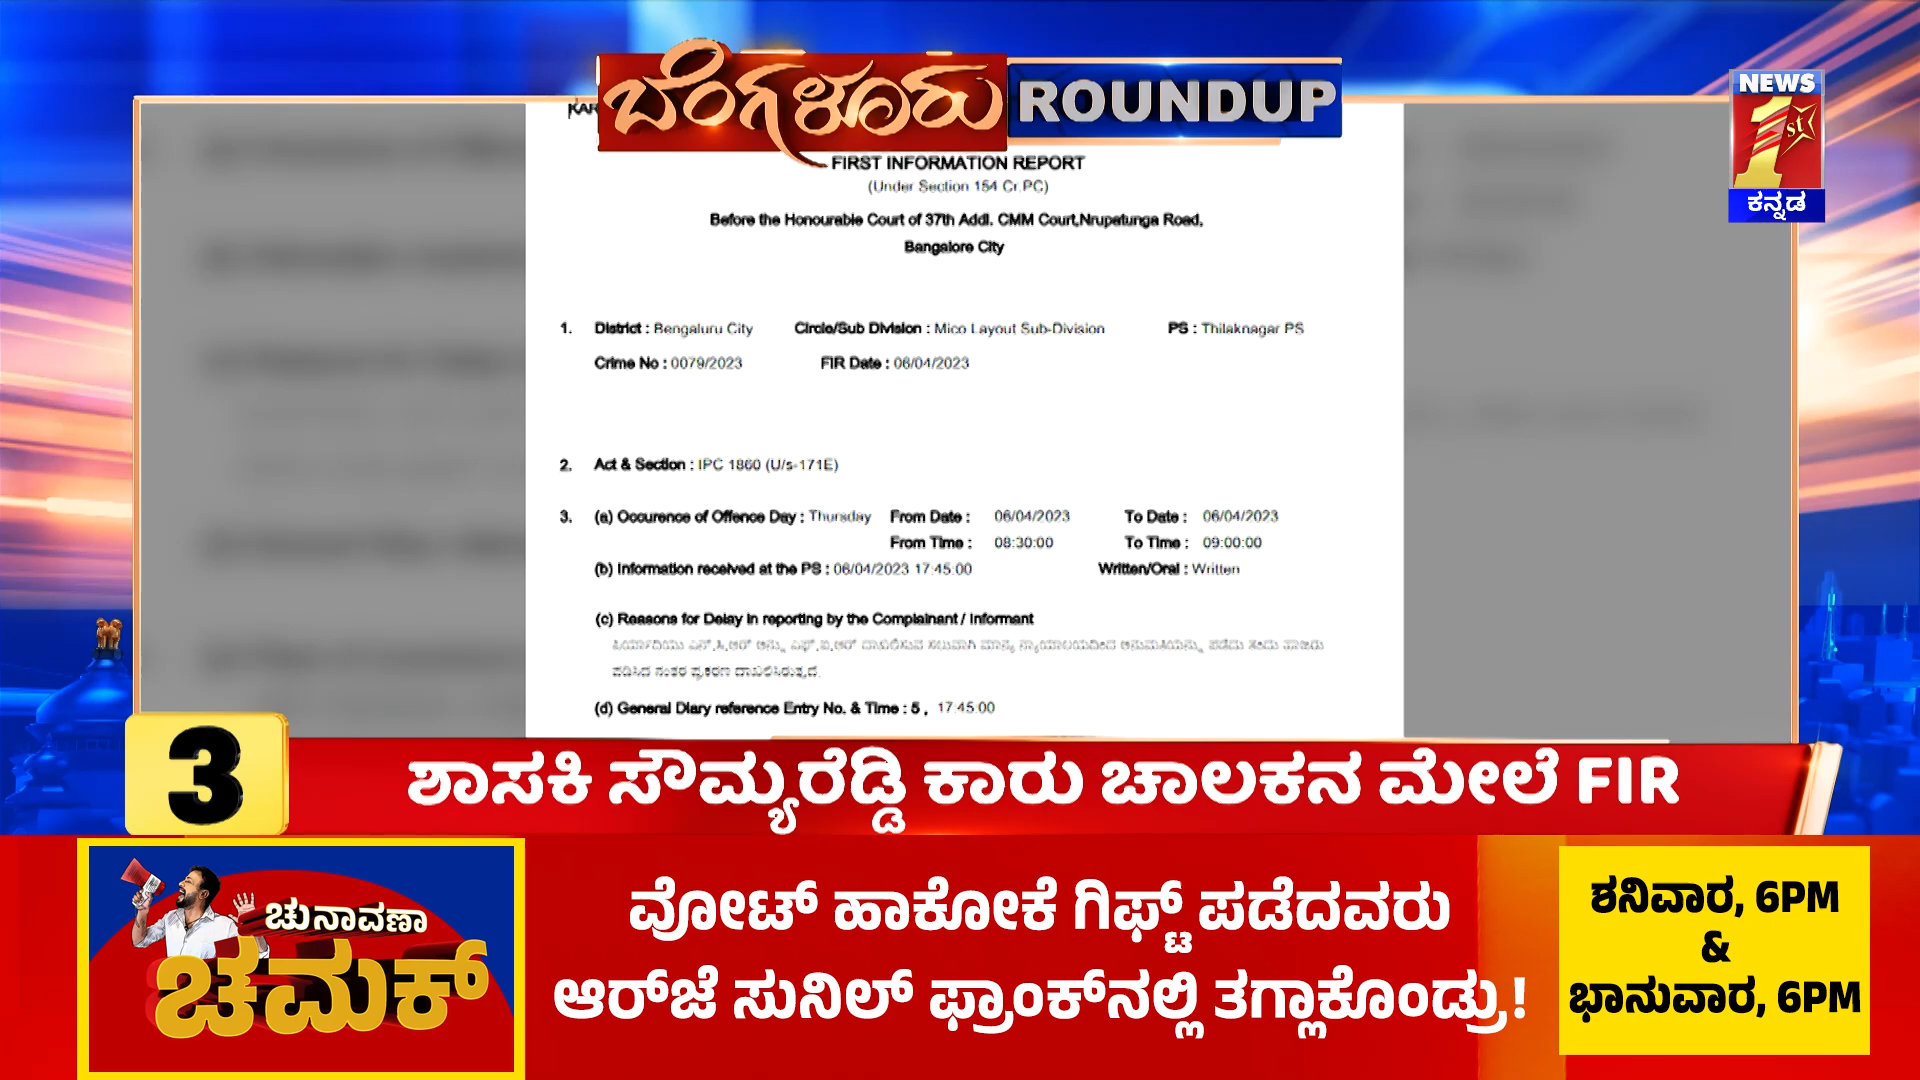 ಬೆಂಗಳೂರು ROUNDUP
NEWS
1st
ಕನ್ನಡ
FIRST INFORMATION REPORT
(Under Section 154 Cr.PC)
Before the Honourable Court of 37th Addl. CMM Court,Nrupatunga Road,
Bangalore City
1. District : Bengaluru City Circle/Sub Division : Mico Layout Sub-Division PS : Thilaknagar PS
Crime No : 0079/2023 FIR Date : 06/04/2023
2. Act & Section : IPC 1860 (U/s-171E)
3. (a) Occurence of Offence Day : Thursday From Date : 06/04/2023 To Date : 06/04/2023
From Time : 08:30:00 To Time : 09:00:00
(b) Information received at the PS : 06/04/2023 17:45:00 Written/Oral : Written
(c) Reasons for Delay in reporting by the Complainant / Informant
ನಂತರ ಪ್ರಕರಣ ದಾಖಲಿಸಿರುತ್ತದೆ.
(d) General Diary reference Entry No. & Time : 5 , 17:45:00
3
ಶಾಸಕಿ ಸೌಮ್ಯರೆಡ್ಡಿ ಕಾರು ಚಾಲಕನ ಮೇಲೆ FIR
ಚುನಾವಣಾ
ಚಮಕ್
ವೋಟ್ ಹಾಕೋಕೆ ಗಿಫ್ಟ್ ಪಡೆದವರು
ಆರ್‌ಜೆ ಸುನಿಲ್ ಫ್ರಾಂಕ್‌ನಲ್ಲಿ ತಗ್ಲಾಕೊಂಡ್ರು!
ಶನಿವಾರ, 6PM
&
ಭಾನುವಾರ, 6PM